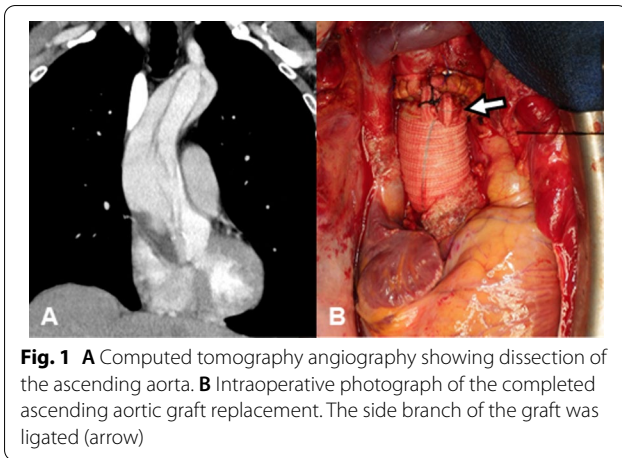 A
B
Fig. 1 A Computed tomography angiography showing dissection of
the ascending aorta. B Intraoperative photograph of the completed
ascending aortic graft replacement. The side branch of the graft was
ligated (arrow)